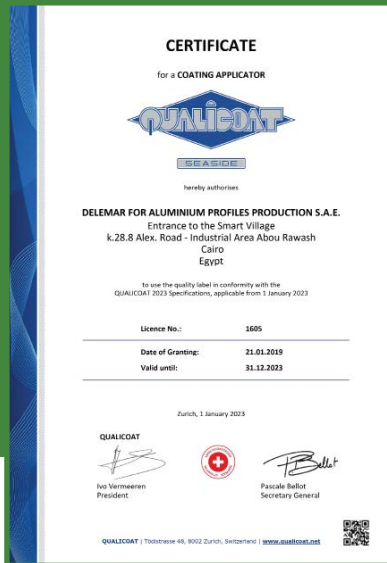 CERTIFICATE
for a COATING APPLICATOR
QUALICOAT
SEASIDE
hereby authorises
DELEMAR FOR ALUMINIUM PROFILES PRODUCTION S.A.E.
Entrance to the Smart Village
k.28.8 Alex. Road - Industrial Area Abou Rawash
Cairo
Egypt
to use the quality label in conformity with the
QUALICOAT 2023 Specifications, applicable from 1 January 2023
Licence No.: 1605
Date of Granting: 21.01.2019
Valid until: 31.12.2023
Zurich, 1 January 2023
QUALICOAT
Ivo Vermeeren
President
Pascale Bellot
Secretary General
QUALICOAT | Tödistrasse 48, 8002 Zurich, Switzerland | www.qualicoat.net